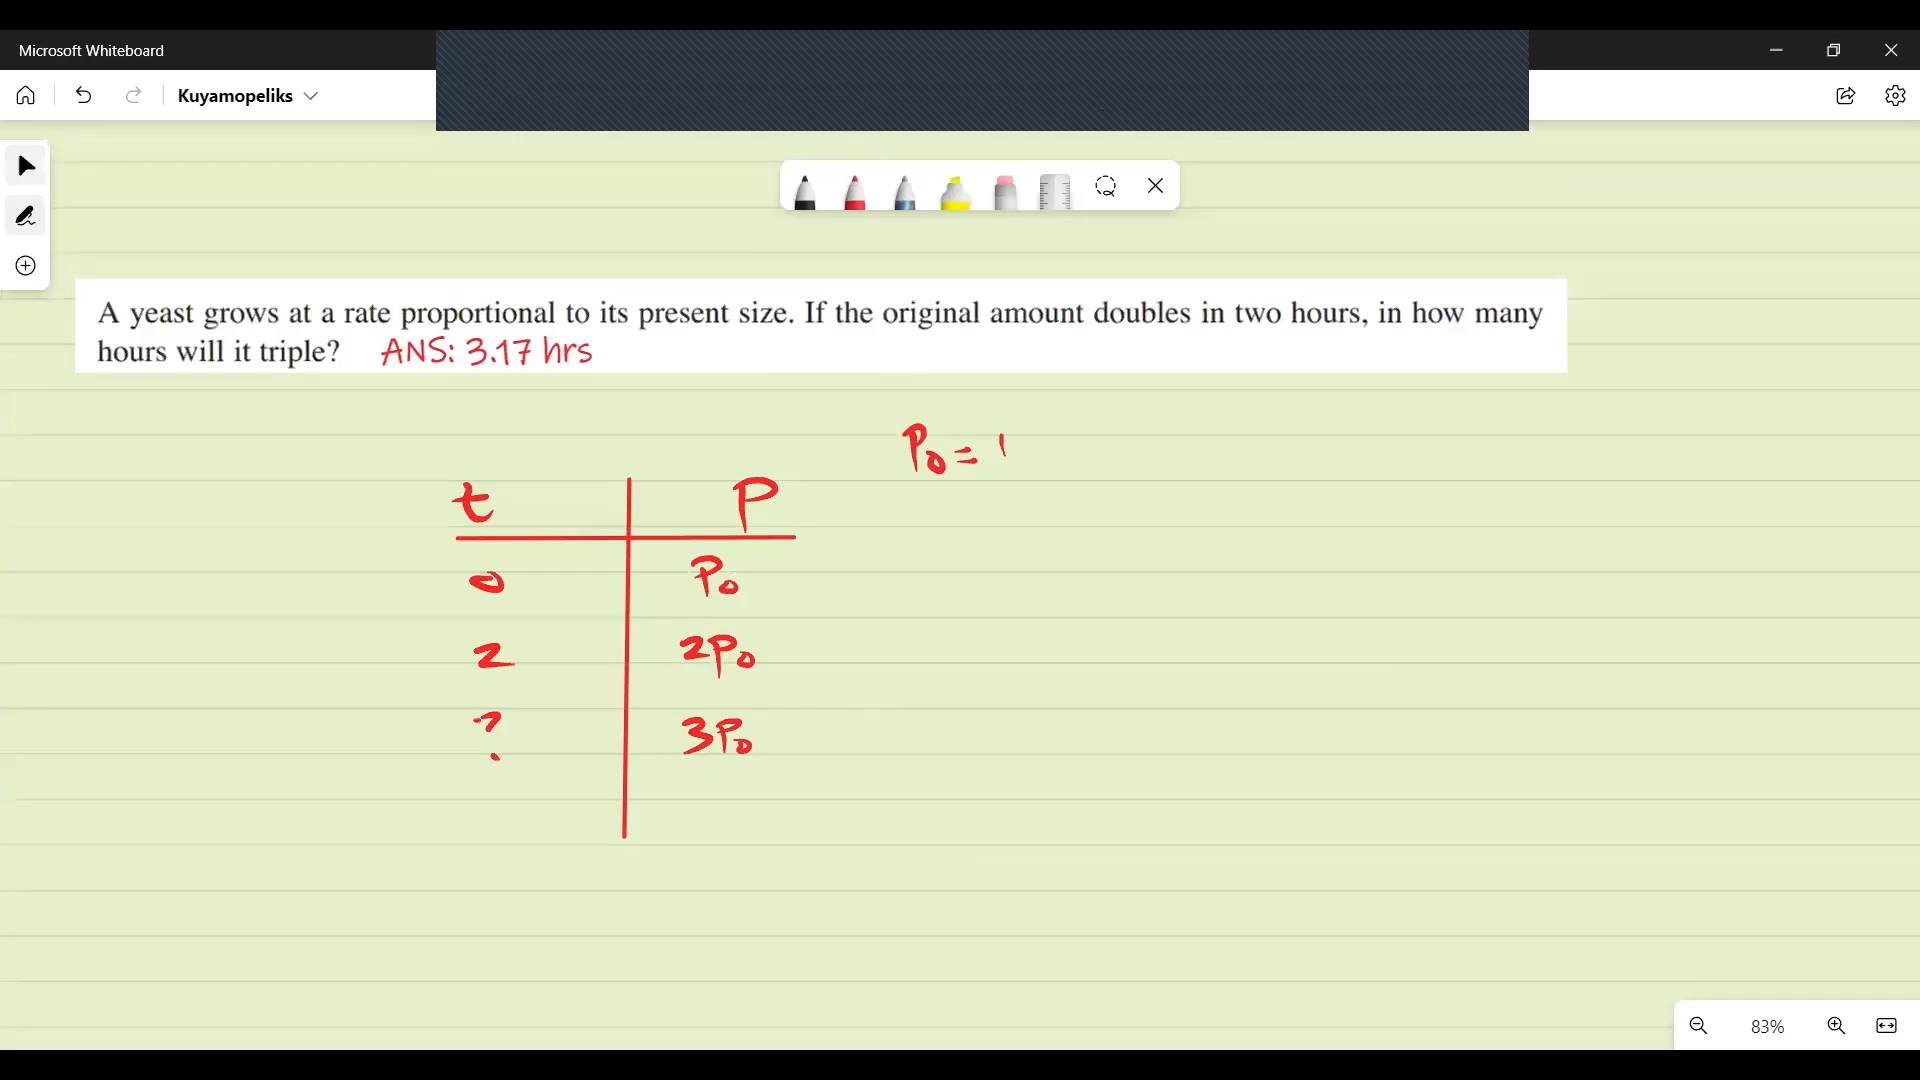 Microsoft Whiteboard
Kuyamopeliks
A yeast grows at a rate proportional to its present size. If the original amount doubles in two hours, in how many
hours will it triple? ANS: 3.17 hrs
P₀ = 1
t P
0 P₀
2 2P₀
? 3P₀
83%